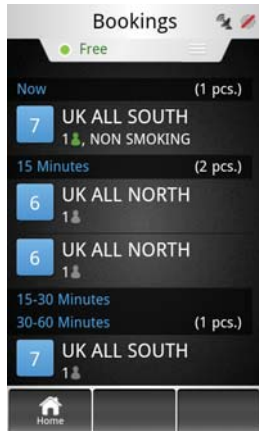 Bookings
Free
Now (1 pcs.)
7 UK ALL SOUTH
1, NON SMOKING
15 Minutes (2 pcs.)
6 UK ALL NORTH
1
6 UK ALL NORTH
1
15-30 Minutes
30-60 Minutes (1 pcs.)
7 UK ALL SOUTH
1
Home